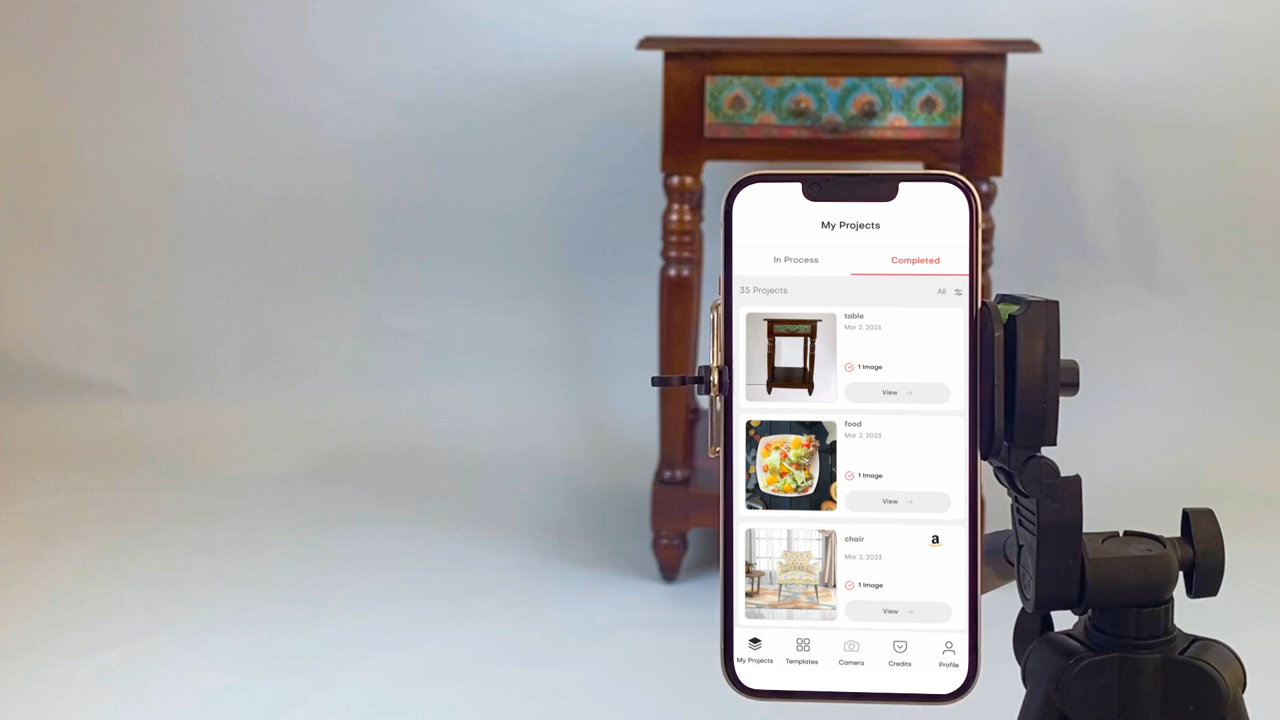 My Projects
In Process
Completed
35 Projects
All
table
Mar 2, 2023
1 Image
View
food
Mar 2, 2023
1 Image
View
chair
a
Mar 2, 2023
1 Image
View
My Projects
Templates
Camera
Credits
Profile